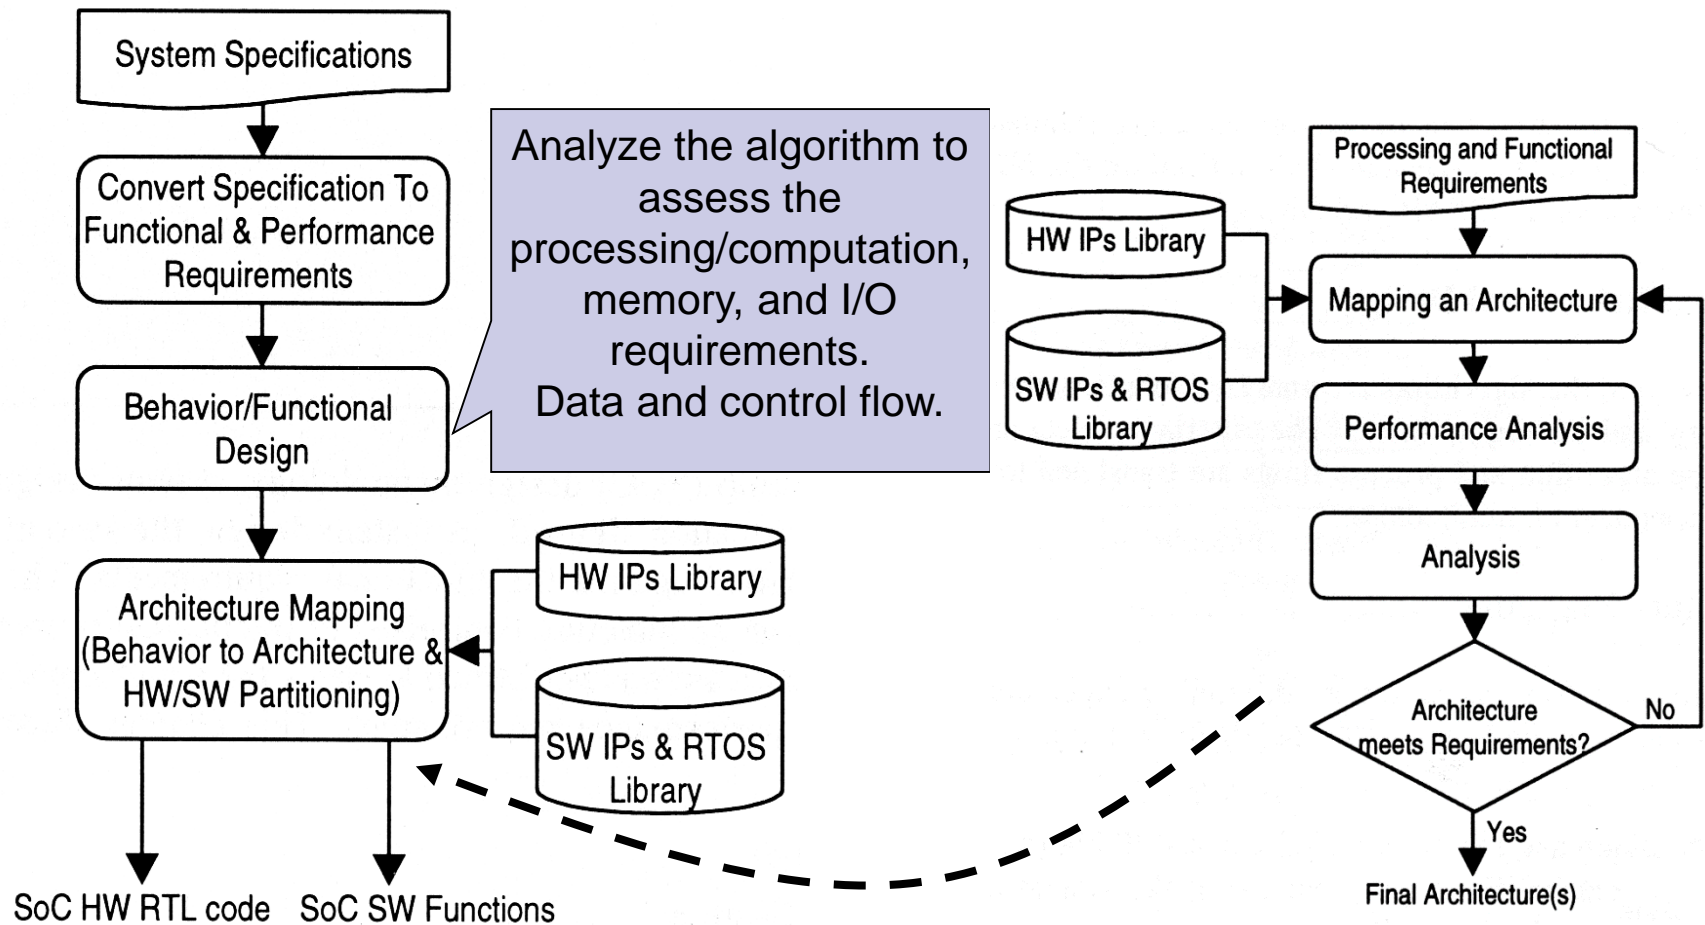 System Specifications
Convert Specification To
Functional & Performance
Requirements
Behavior/Functional
Design
Architecture Mapping
(Behavior to Architecture &
HW/SW Partitioning)
SoC HW RTL code
SoC SW Functions
Analyze the algorithm to
assess the
processing/computation,
memory, and I/O
requirements.
Data and control flow.
HW IPs Library
SW IPs & RTOS
Library
Processing and Functional
Requirements
HW IPs Library
SW IPs & RTOS
Library
Mapping an Architecture
Performance Analysis
Analysis
Architecture
meets Requirements?
No
Yes
Final Architecture(s)